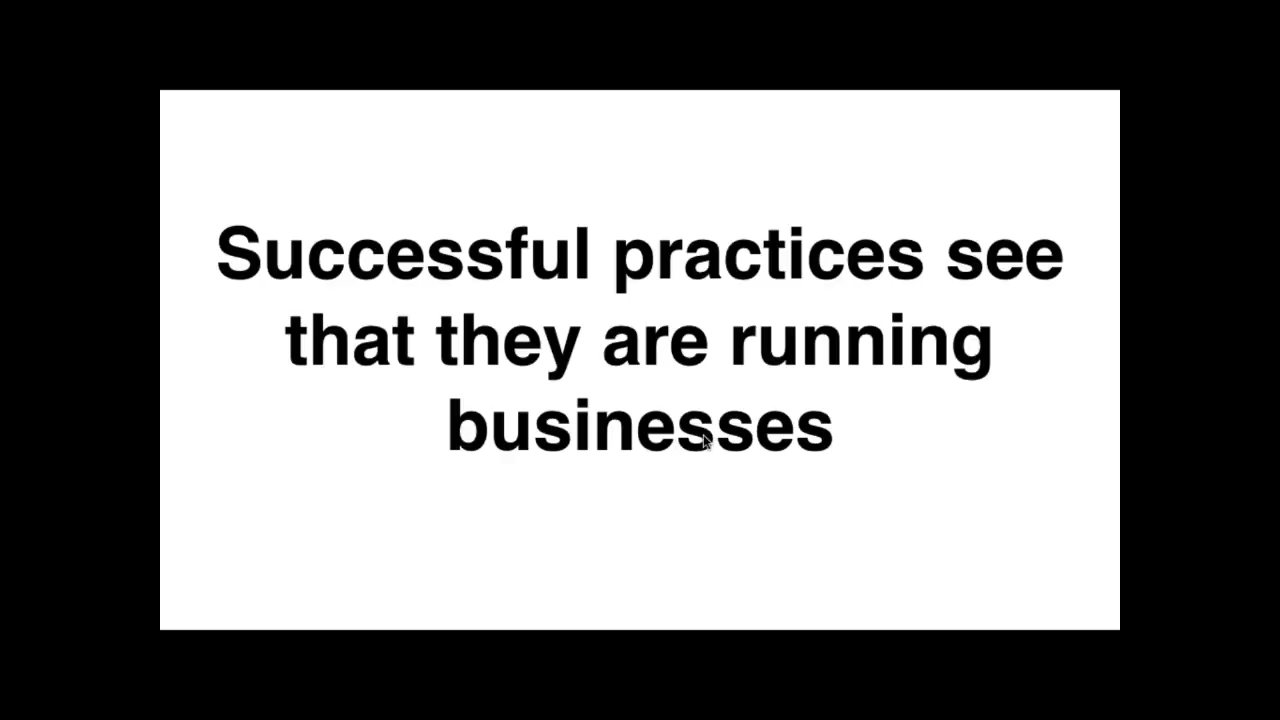 Successful practices see
that they are running
businesses